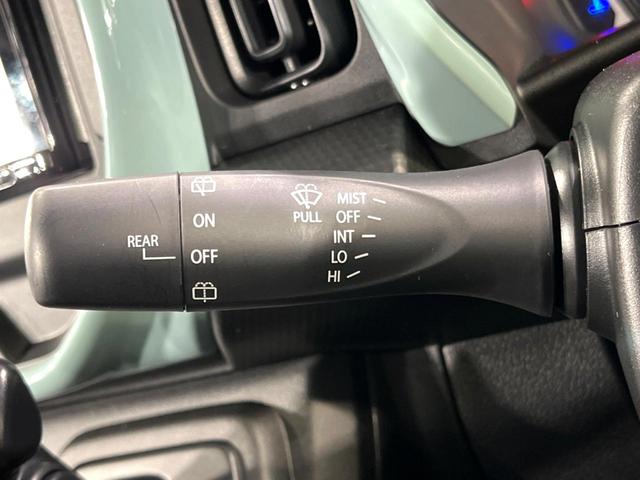 REAR
ON
OFF
PULL
MIST
OFF
INT
LO
HI